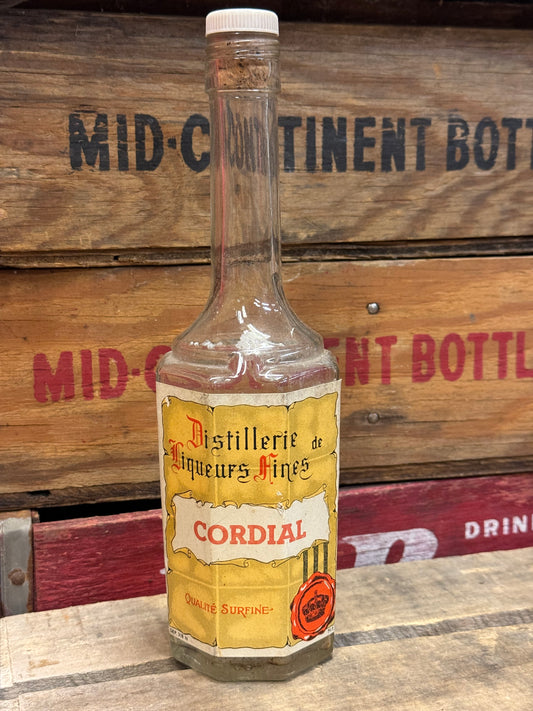 MID-CONTINENT BOTT
MID-C ENT BOTTL
DRIN
Distillerie de
Liqueurs Fines
CORDIAL
QUALITÉ SURFINE-